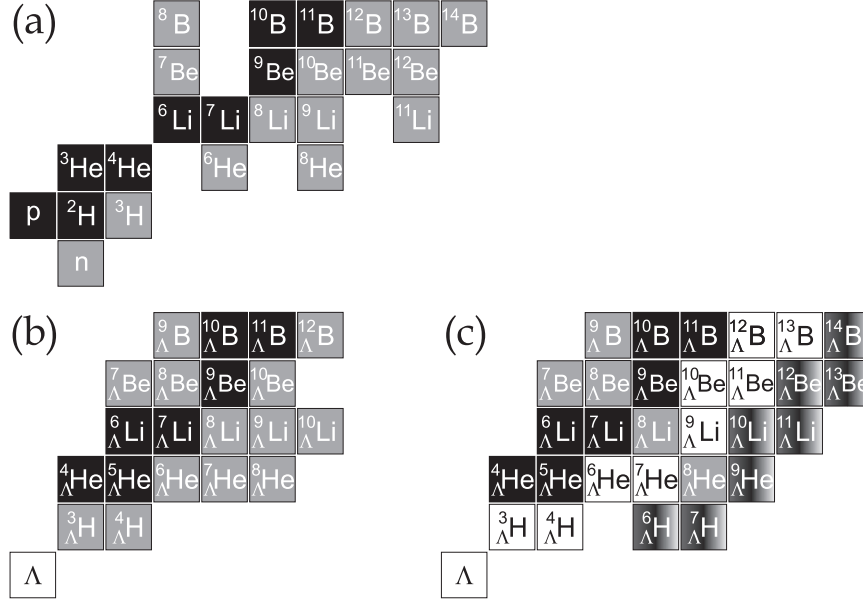 (a)
⁸B ¹⁰B ¹¹B ¹²B ¹³B ¹⁴B
⁷Be ⁹Be ¹⁰Be ¹¹Be ¹²Be
⁶Li ⁷Li ⁸Li ⁹Li ¹¹Li
³He ⁴He ⁶He ⁸He
p ²H ³H
n
(b)
⁹ΛB ¹⁰ΛB ¹¹ΛB ¹²ΛB
⁷ΛBe ⁸ΛBe ⁹ΛBe ¹⁰ΛBe
⁶ΛLi ⁷ΛLi ⁸ΛLi ⁹ΛLi ¹⁰ΛLi
⁴ΛHe ⁵ΛHe ⁶ΛHe ⁷ΛHe ⁸ΛHe
³ΛH ⁴ΛH
Λ
(c)
⁹ΛB ¹⁰ΛB ¹¹ΛB ¹²ΛB ¹³ΛB ¹⁴ΛB
⁷ΛBe ⁸ΛBe ⁹ΛBe ¹⁰ΛBe ¹¹ΛBe ¹²ΛBe ¹³ΛBe
⁶ΛLi ⁷ΛLi ⁸ΛLi ⁹ΛLi ¹⁰ΛLi ¹¹ΛLi
⁴ΛHe ⁵ΛHe ⁶ΛHe ⁷ΛHe ⁸ΛHe ⁹ΛHe
³ΛH ⁴ΛH ⁶ΛH ⁷ΛH
Λ